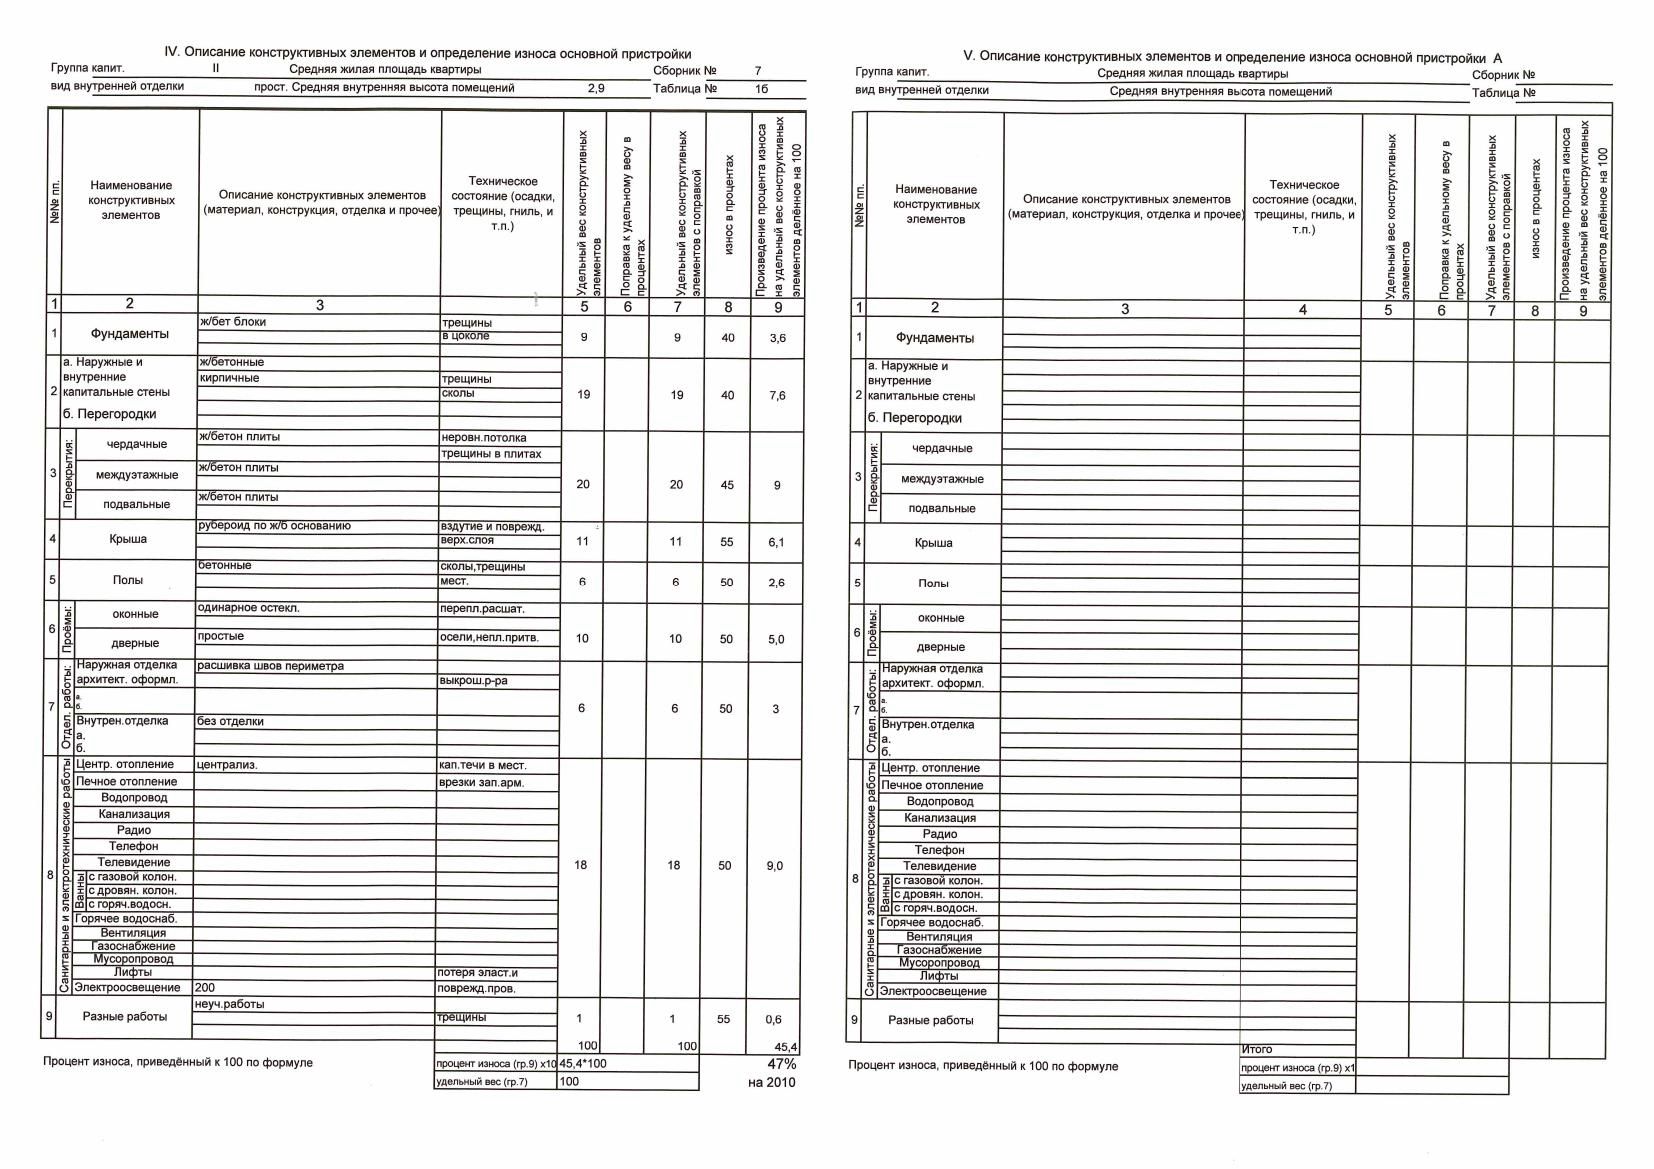 IV. Описание конструктивных элементов и определение износа основной пристройки
Группа капит. II Средняя жилая площадь квартиры Сборник № 7
вид внутренней отделки прост. Средняя внутренняя высота помещений 2,9 Таблица № 1б
№№ пп.
Наименование конструктивных элементов
Описание конструктивных элементов (материал, конструкция, отделка и прочее)
Техническое состояние (осадки, трещины, гниль, и т.п.)
Удельный вес конструктивных элементов
Поправка к удельному весу в процентах
Удельный вес конструктивных элементов с поправкой
износ в процентах
Произведение процента износа на удельный вес конструктивных элементов делённое на 100
1 2 3 5 6 7 8 9
1 Фундаменты ж/бет блоки трещины
в цоколе 9 9 40 3,6
а. Наружные и ж/бетонные
внутренние кирпичные трещины
2 капитальные стены сколы 19 19 40 7,6
б. Перегородки
3 Перекрытия:
чердачные ж/бетон плиты неровн.потолка
трещины в плитах
междуэтажные ж/бетон плиты
20 20 45 9
подвальные ж/бетон плиты
4 Крыша рубероид по ж/б основанию вздутие и поврежд.
верх.слоя 11 11 55 6,1
5 Полы бетонные сколы,трещины
мест. 6 6 50 2,6
6 Проёмы:
оконные одинарное остекл. перепл.расшат.
дверные простые осели,непл.притв. 10 10 50 5,0
7 Отдел. работы:
Наружная отделка расшивка швов периметра
архитект. оформл. выкрош.р-ра
а.
б.
6 6 50 3
Внутрен.отделка без отделки
а.
б.
8 Санитарные и электротехнические работы
Центр. отопление централиз. кап.течи в мест.
Печное отопление врезки зап.арм.
Водопровод
Канализация
Радио
Телефон
Телевидение 18 18 50 9,0
Ванны
с газовой колон.
с дровян. колон.
с горяч.водосн.
Горячее водоснаб.
Вентиляция
Газоснабжение
Мусоропровод
Лифты потеря эласт.и
Электроосвещение 200 поврежд.пров.
9 Разные работы неуч.работы
трещины 1 1 55 0,6
100 100 45,4
Процент износа, приведённый к 100 по формуле процент износа (гр.9) х10 45,4*100 47%
удельный вес (гр.7) 100 на 2010
V. Описание конструктивных элементов и определение износа основной пристройки А
Группа капит. Средняя жилая площадь квартиры Сборник №
вид внутренней отделки Средняя внутренняя высота помещений Таблица №
№№ пп.
Наименование конструктивных элементов
Описание конструктивных элементов (материал, конструкция, отделка и прочее)
Техническое состояние (осадки, трещины, гниль, и т.п.)
Удельный вес конструктивных элементов
Поправка к удельному весу в процентах
Удельный вес конструктивных элементов с поправкой
износ в процентах
Произведение процента износа на удельный вес конструктивных элементов делённое на 100
1 2 3 4 5 6 7 8 9
1 Фундаменты
а. Наружные и
внутренние
2 капитальные стены
б. Перегородки
3 Перекрытия:
чердачные
междуэтажные
подвальные
4 Крыша
5 Полы
6 Проёмы:
оконные
дверные
7 Отдел. работы:
Наружная отделка
архитект. оформл.
а.
б.
Внутрен.отделка
а.
б.
8 Санитарные и электротехнические работы
Центр. отопление
Печное отопление
Водопровод
Канализация
Радио
Телефон
Телевидение
Ванны
с газовой колон.
с дровян. колон.
с горяч.водосн.
Горячее водоснаб.
Вентиляция
Газоснабжение
Мусоропровод
Лифты
Электроосвещение
9 Разные работы
Итого
Процент износа, приведённый к 100 по формуле процент износа (гр.9) х1
удельный вес (гр.7)